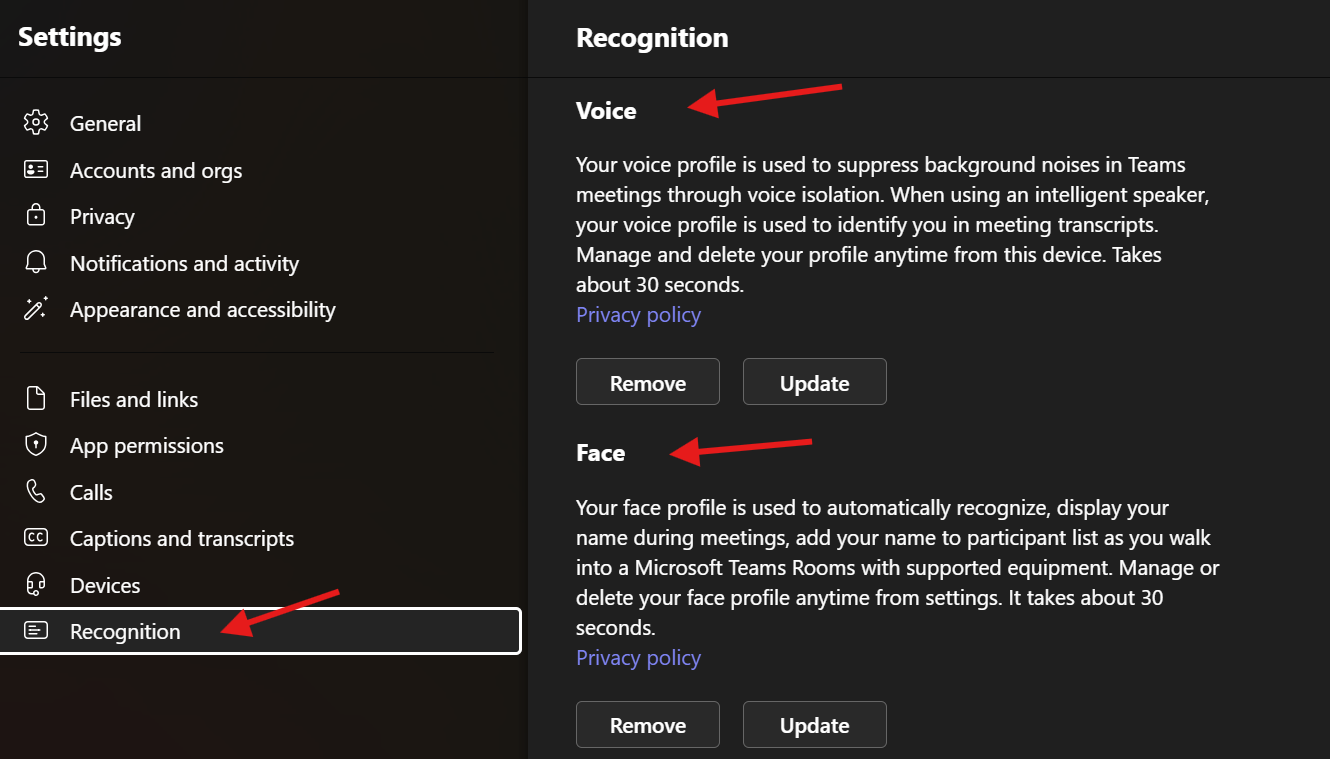 Settings
General
Accounts and orgs
Privacy
Notifications and activity
Appearance and accessibility
Files and links
App permissions
Calls
CC Captions and transcripts
Devices
Recognition
Recognition
Voice
Your voice profile is used to suppress background noises in Teams
meetings through voice isolation. When using an intelligent speaker,
your voice profile is used to identify you in meeting transcripts.
Manage and delete your profile anytime from this device. Takes
about 30 seconds.
Privacy policy
Remove Update
Face
Your face profile is used to automatically recognize, display your
name during meetings, add your name to participant list as you walk
into a Microsoft Teams Rooms with supported equipment. Manage or
delete your face profile anytime from settings. It takes about 30
seconds.
Privacy policy
Remove Update